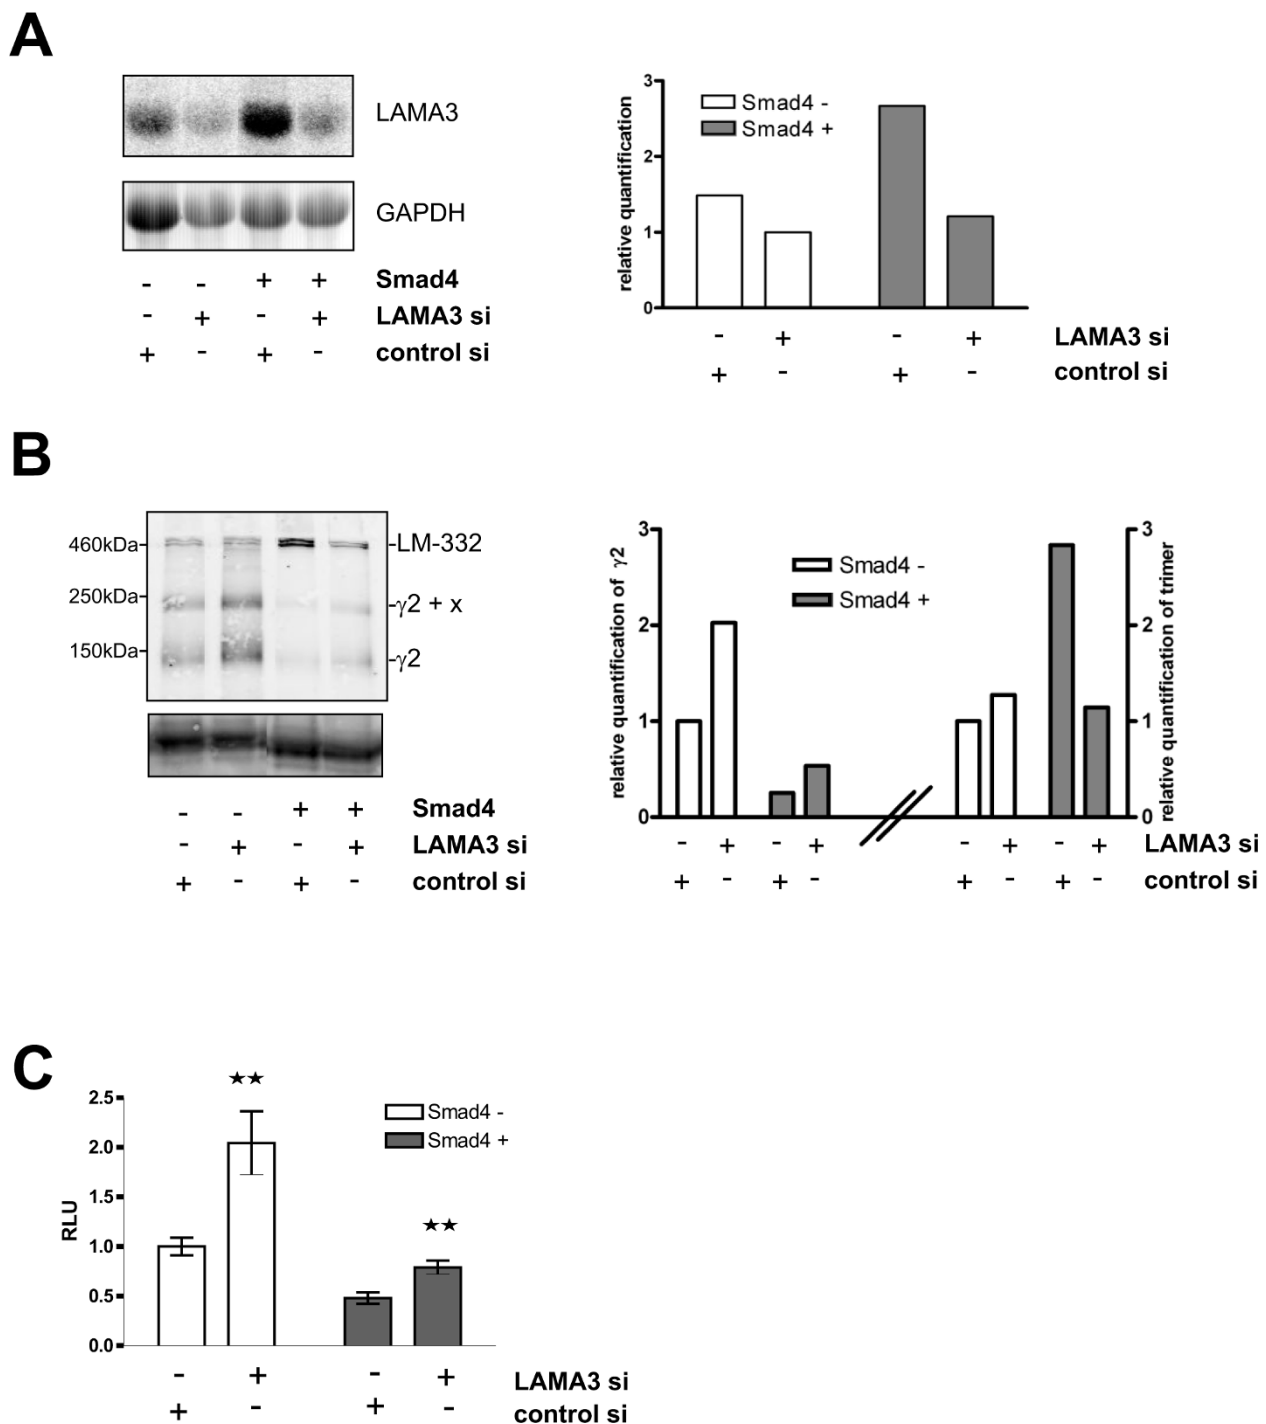 A
LAMA3
GAPDH
- - + + Smad4
- + - + LAMA3 si
+ - + - control si
relative quantification
3
2
1
0
Smad4 -
Smad4 +
- + - + LAMA3 si
+ - + - control si
B
460kDa-
250kDa-
150kDa-
-LM-332
-γ2 + x
-γ2
- - + + Smad4
- + - + LAMA3 si
+ - + - control si
relative quantification of γ2
3
2
1
0
Smad4 -
Smad4 +
3
2
1
0
relative quantification of trimer
- + - + - + - + LAMA3 si
+ - + - + - + - control si
C
★★
★★
RLU
2.5
2.0
1.5
1.0
0.5
0.0
Smad4 -
Smad4 +
- + - + LAMA3 si
+ - + - control si